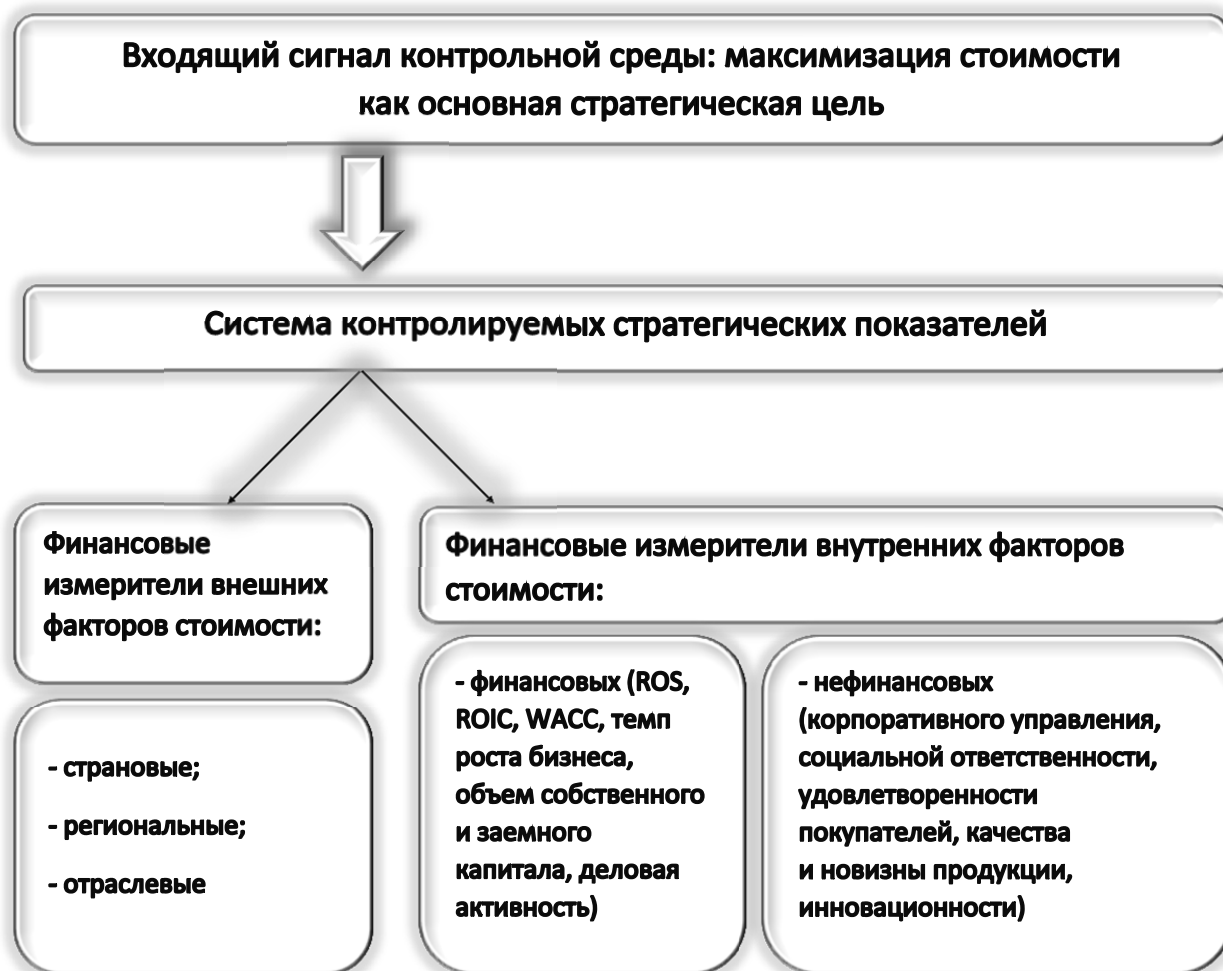 Входящий сигнал контрольной среды: максимизация стоимости
как основная стратегическая цель
Система контролируемых стратегических показателей
Финансовые
измерители внешних
факторов стоимости:
- страновые;
- региональные;
- отраслевые
Финансовые измерители внутренних факторов
стоимости:
- финансовых (ROS,
ROIC, WACC, темп
роста бизнеса,
объем собственного
и заемного
капитала, деловая
активность)
- нефинансовых
(корпоративного управления,
социальной ответственности,
удовлетворенности
покупателей, качества
и новизны продукции,
инновационности)